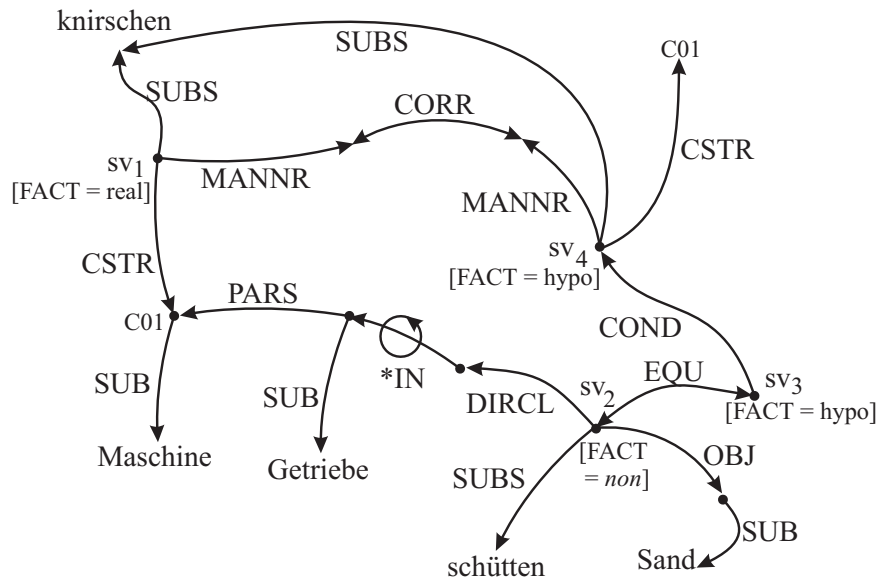 knirschen
SUBS
C01
SUBS
CORR
CSTR
sv1
MANNR
[FACT = real]
MANNR
sv4
[FACT = hypo]
CSTR
PARS
C01
COND
*IN
EQU
sv3
SUB
SUB
DIRCL
sv2
[FACT = hypo]
Maschine
Getriebe
[FACT
= non]
OBJ
SUBS
SUB
schütten
Sand